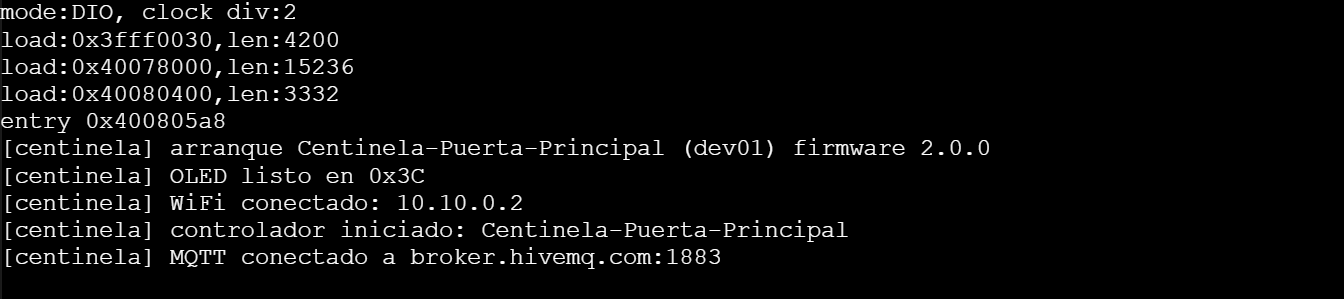 mode:DIO, clock div:2
load:0x3fff0030,len:4200
load:0x40078000,len:15236
load:0x40080400,len:3332
entry 0x400805a8
[centinela] arranque Centinela-Puerta-Principal (dev01) firmware 2.0.0
[centinela] OLED listo en 0x3C
[centinela] WiFi conectado: 10.10.0.2
[centinela] controlador iniciado: Centinela-Puerta-Principal
[centinela] MQTT conectado a broker.hivemq.com:1883